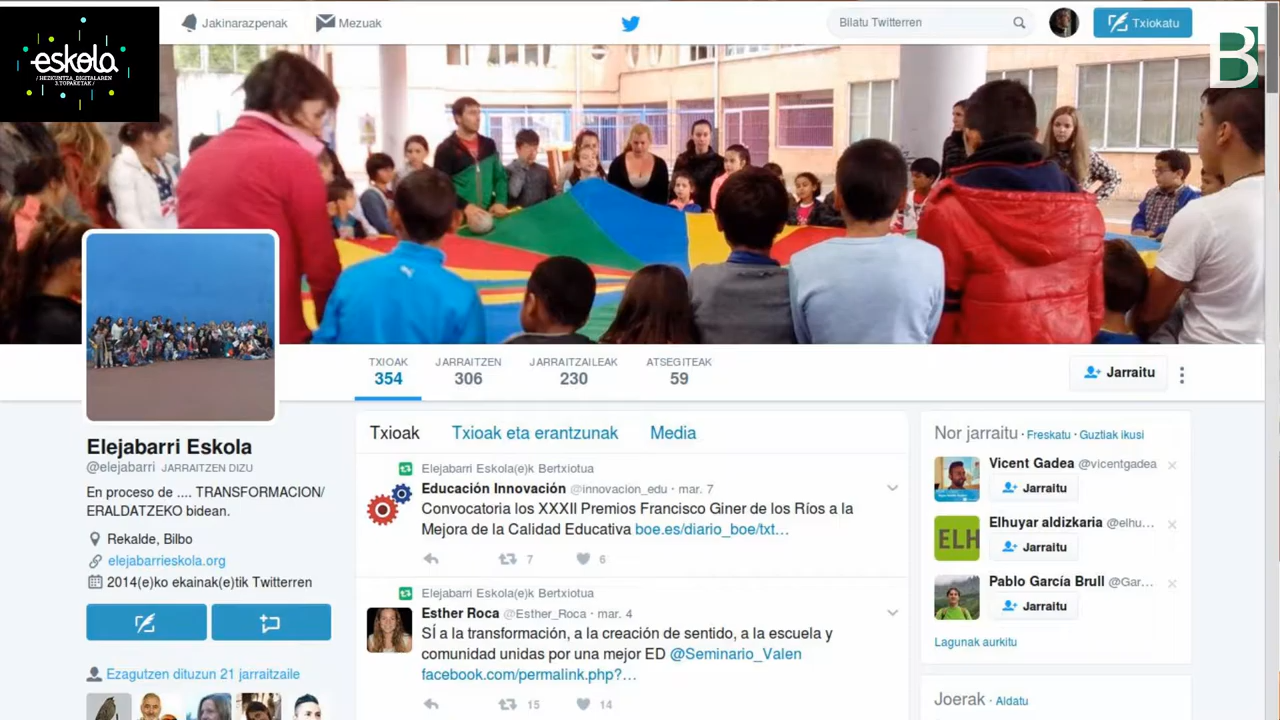 eskola
/ HEZKUNTZA_DIGITALAREN
3.TOPAKETAK /
Jakinarazpenak
Mezuak
Bilatu Twitterren
Txiokatu
B
TXIOAK
354
JARRAITZEN
306
JARRAITZAILEAK
230
ATSEGITEAK
59
Jarraitu
Elejabarri Eskola
@elejabarri JARRAITZEN DIZU
En proceso de .... TRANSFORMACION/
ERALDATZEKO bidean.
Rekalde, Bilbo
elejabarrieskola.org
2014(e)ko ekainak(e)tik Twitterren
Ezagutzen dituzun 21 jarraitzaile
Txioak
Txioak eta erantzunak
Media
Elejabarri Eskola(e)k Bertxiotua
Educación Innovación @innovacion_edu · mar. 7
Convocatoria los XXXII Premios Francisco Giner de los Ríos a la
Mejora de la Calidad Educativa boe.es/diario_boe/txt…
7
6
Elejabarri Eskola(e)k Bertxiotua
Esther Roca @Esther_Roca · mar. 4
SÍ a la transformación, a la creación de sentido, a la escuela y
comunidad unidas por una mejor ED @Seminario_Valen
facebook.com/permalink.php?…
15
14
Nor jarraitu · Freskatu · Guztiak ikusi
Vicent Gadea @vicentgadea
Jarraitu
ELH
Elhuyar aldizkaria @elhu…
Jarraitu
Pablo García Brull @Gar…
Jarraitu
Lagunak aurkitu
Joerak · Aldatu